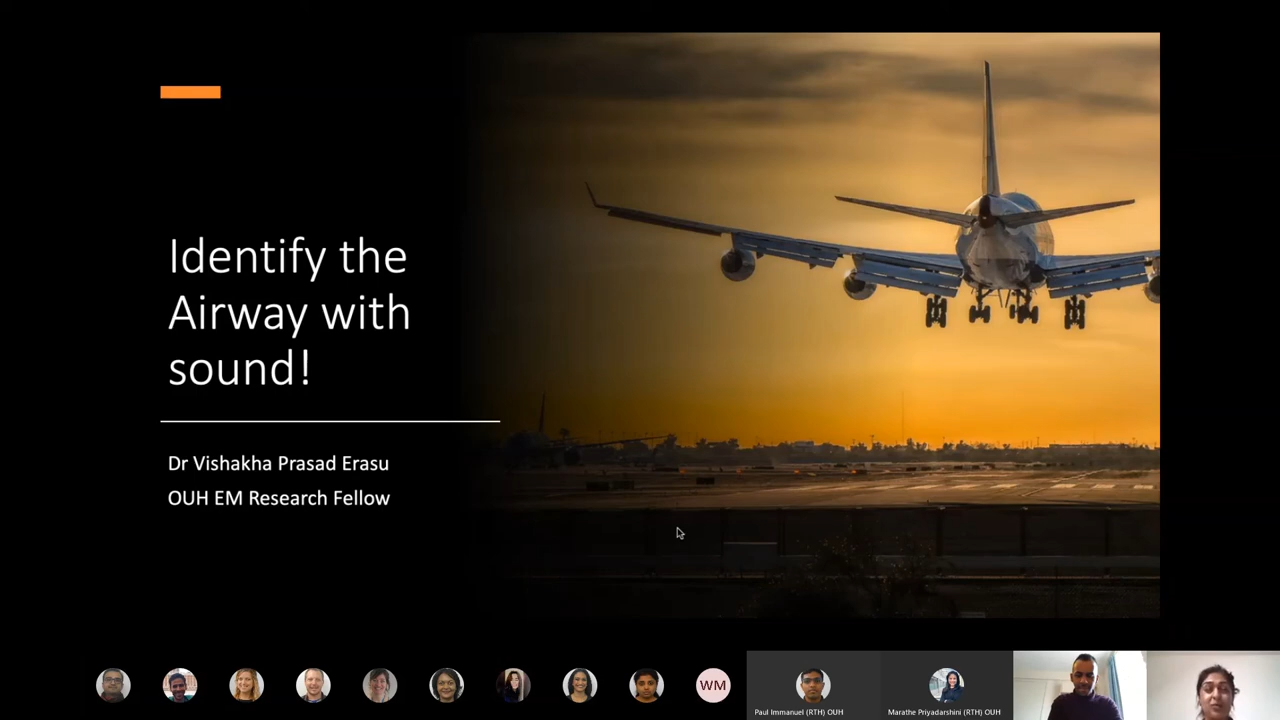 Identify the
Airway with
sound!
Dr Vishakha Prasad Erasu
OUH EM Research Fellow
WM
Paul Immanuel (RTH) OUH
Marathe Priyadarshini (RTH) OUH